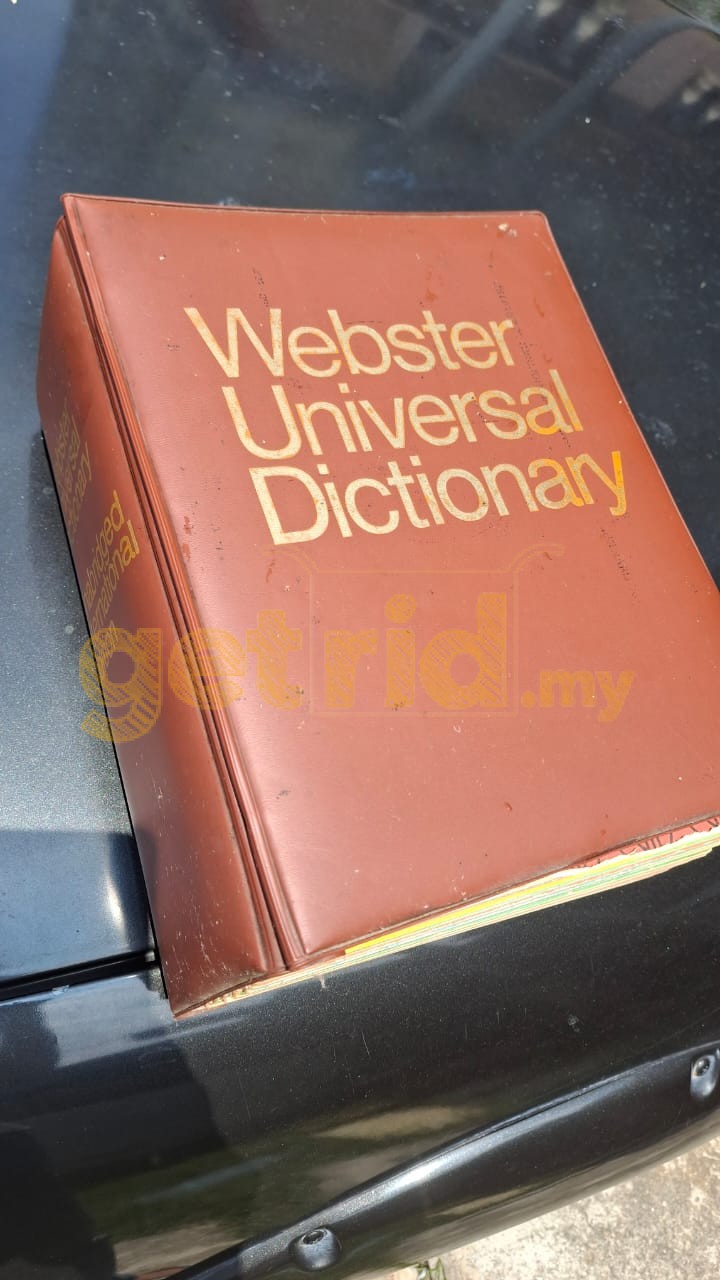 Webster
Universal
Dictionary
getrid.my